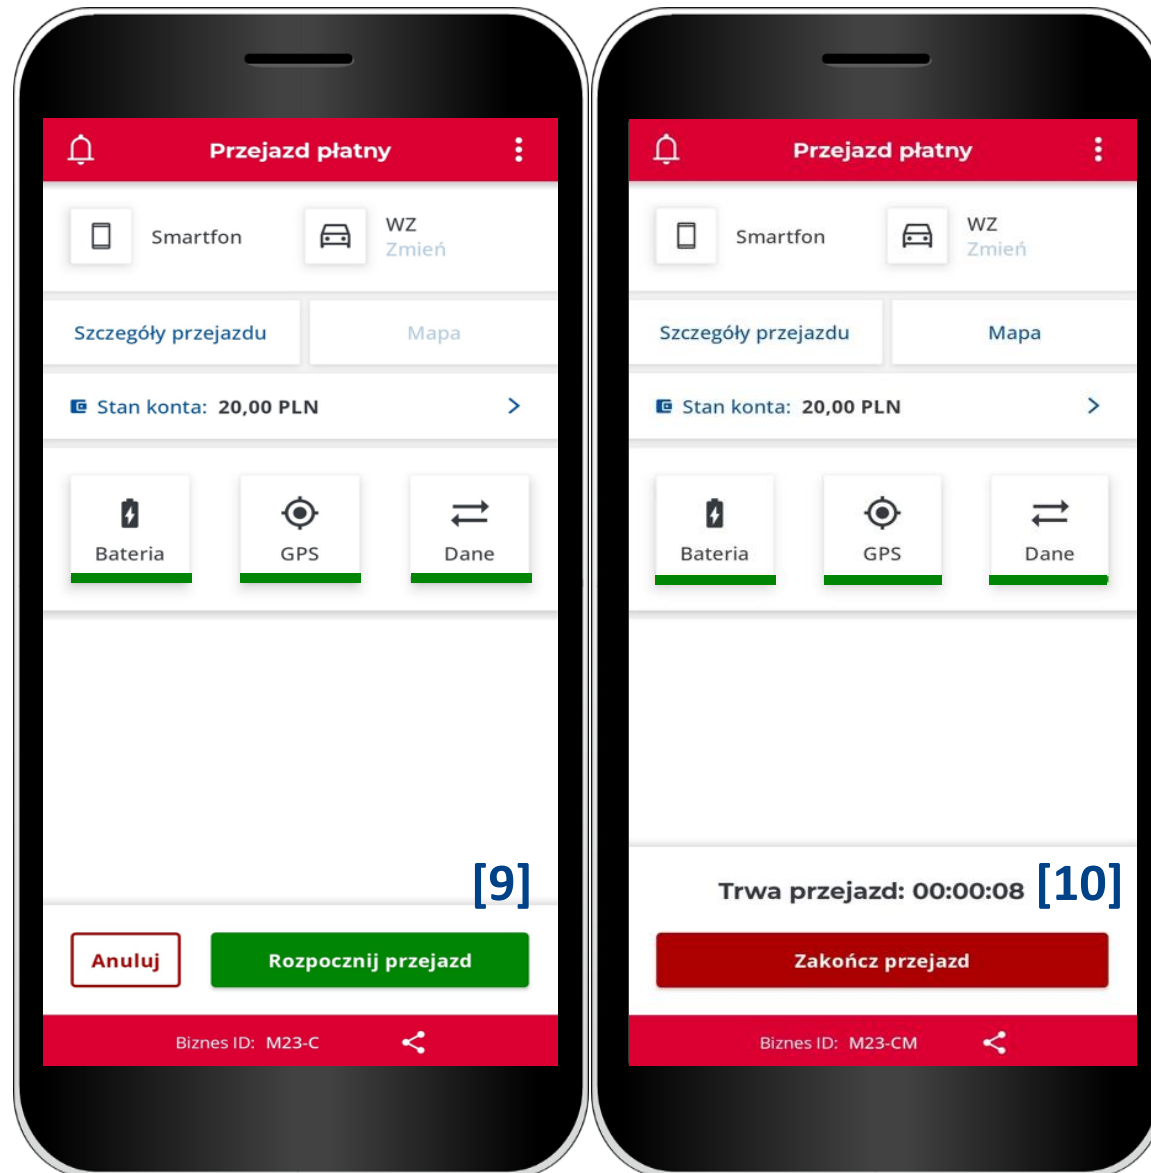 Przejazd płatny
Smartfon
WZ
Zmień
Szczegóły przejazdu
Mapa
Stan konta: 20,00 PLN
Bateria
GPS
Dane
[9]
Anuluj
Rozpocznij przejazd
Biznes ID: M23-C
Przejazd płatny
Smartfon
WZ
Zmień
Szczegóły przejazdu
Mapa
Stan konta: 20,00 PLN
Bateria
GPS
Dane
Trwa przejazd: 00:00:08
[10]
Zakończ przejazd
Biznes ID: M23-CM